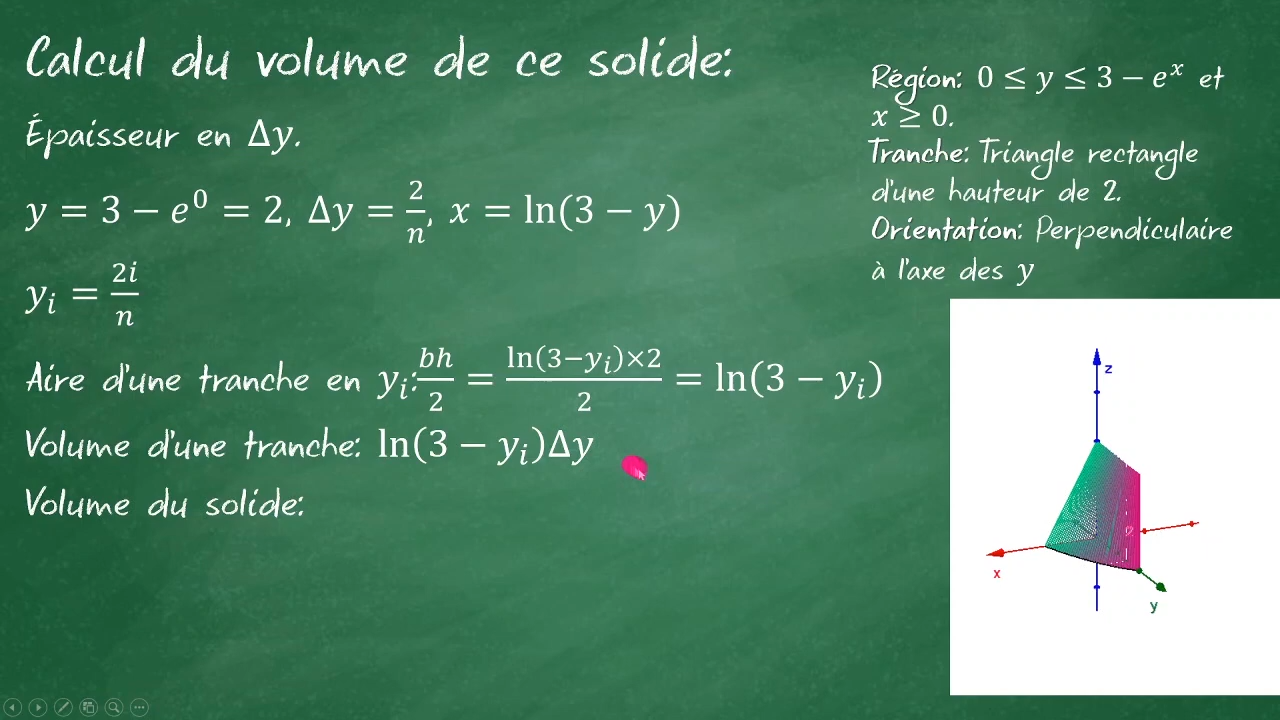 Calcul du volume de ce solide:
Épaisseur en Δy.
y = 3 − e⁰ = 2, Δy = 2/n, x = ln(3 − y)
yᵢ = 2i/n
Aire d'une tranche en yᵢ: bh/2 = ln(3−yᵢ)×2/2 = ln(3 − yᵢ)
Volume d'une tranche: ln(3 − yᵢ)Δy
Volume du solide:
Région: 0 ≤ y ≤ 3 − eˣ et
x ≥ 0.
Tranche: Triangle rectangle
d'une hauteur de 2.
Orientation: Perpendiculaire
à l'axe des y
z
x
y